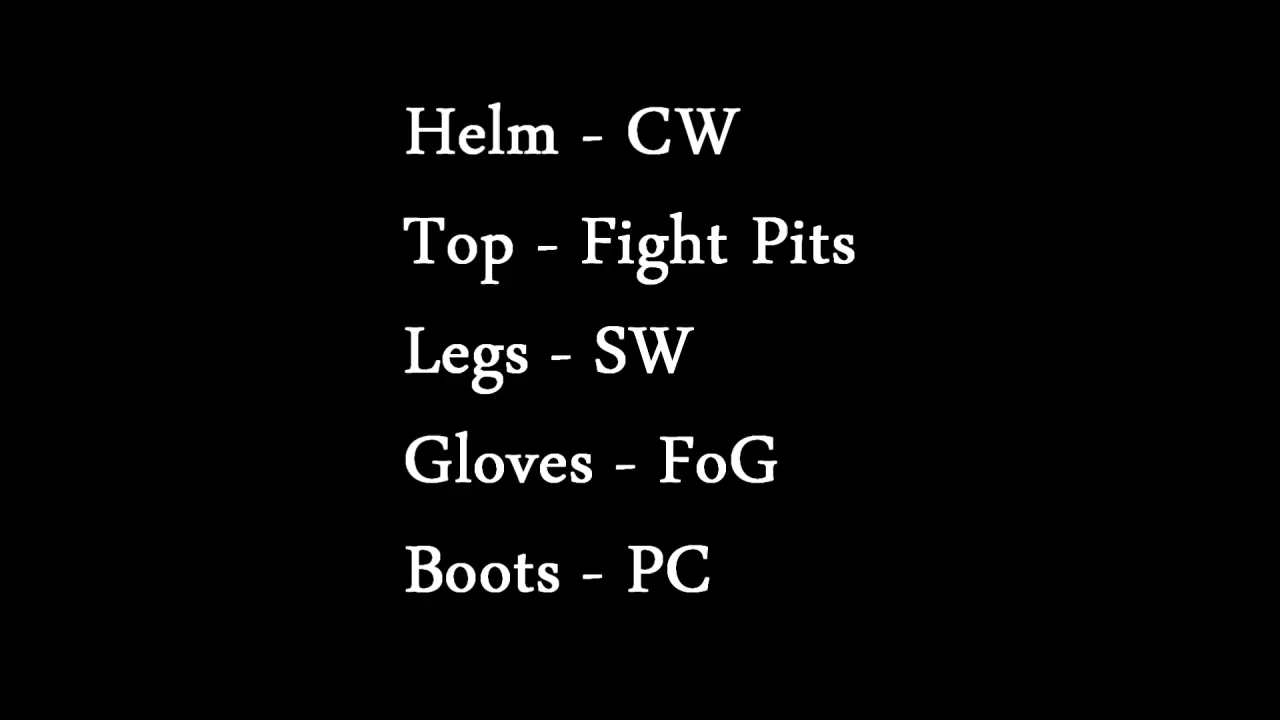 Helm - CW
Top - Fight Pits
Legs - SW
Gloves - FoG
Boots - PC